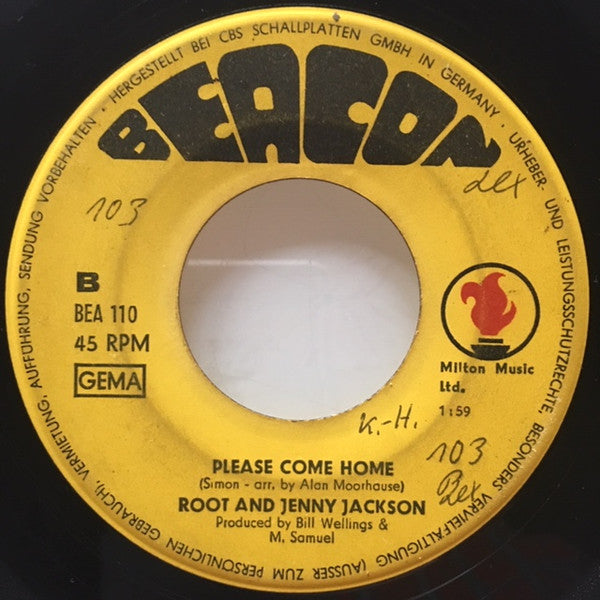 HERGESTELLT BEI CBS SCHALLPLATTEN GMBH IN GERMANY · URHEBER- UND LEISTUNGSSCHUTZRECHTE, BESONDERS VERVIELFÄLTIGUNG (AUSSER ZUM PERSÖNLICHEN GEBRAUCH), VERMIETUNG, AUFFÜHRUNG, SENDUNG VORBEHALTEN ·
BEACON
103
B
BEA 110
45 RPM
GEMA
Milton Music
Ltd.
1:59
K.-H.
103
PLEASE COME HOME
(Simon - arr. by Alan Moorhouse)
ROOT AND JENNY JACKSON
Produced by Bill Wellings &
M. Samuel